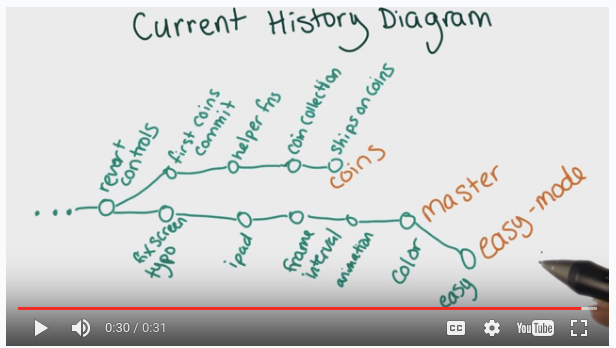 Current History Diagram
revert
controls
first coins
commit
helper fns
coin collection
ships on coins
coins
fix screen
typo
ipad
frame
interval
animation
color
master
easy
easy-mode
0:30 / 0:31
CC
YouTube